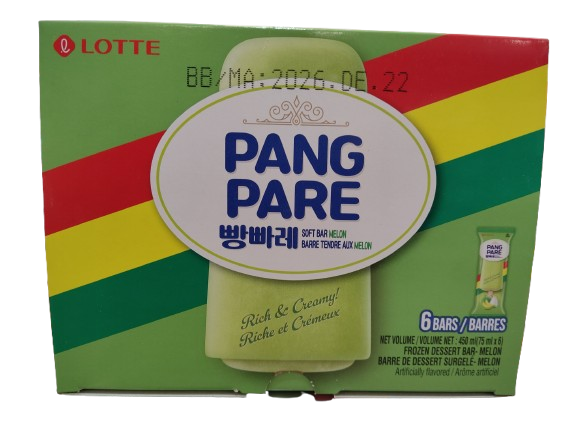 LOTTE
BB/MA:2026.DE.22
PANG
PARE
빵빠레 SOFT BAR MELON
BARRE TENDRE AUX MELON
Rich & Creamy!
Riche et Crémeux
PANG
PARE
6 BARS / BARRES
NET VOLUME / VOLUME NET : 450 ml (75 ml x 6)
FROZEN DESSERT BAR- MELON
BARRE DE DESSERT SURGELÉ- MELON
Artificially flavored / Arôme artificiel